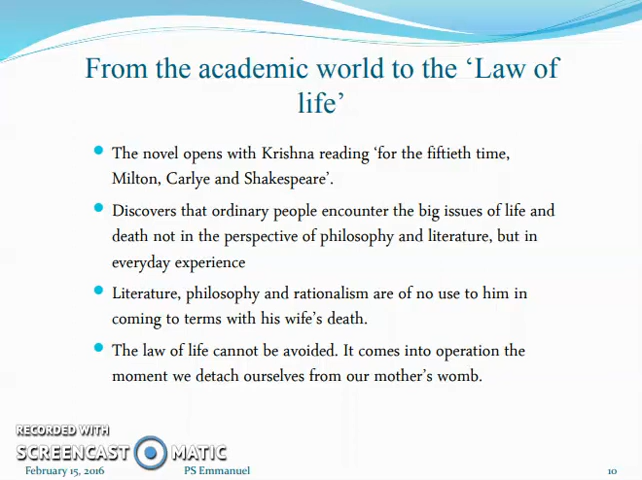 From the academic world to the ‘Law of
life’
The novel opens with Krishna reading ‘for the fiftieth time,
Milton, Carlye and Shakespeare’.
Discovers that ordinary people encounter the big issues of life and
death not in the perspective of philosophy and literature, but in
everyday experience
Literature, philosophy and rationalism are of no use to him in
coming to terms with his wife’s death.
The law of life cannot be avoided. It comes into operation the
moment we detach ourselves from our mother’s womb.
RECORDED WITH
SCREENCAST MATIC
February 15, 2016 PS Emmanuel 10